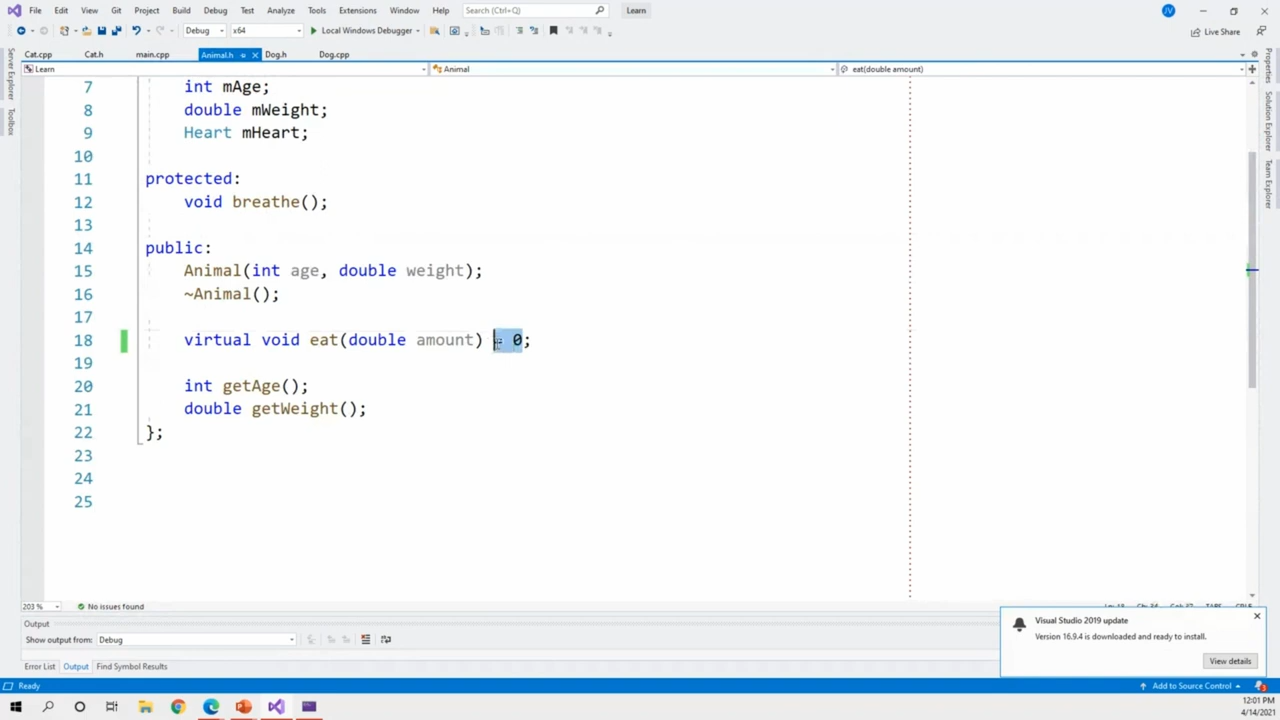 File Edit View Git Project Build Debug Test Analyze Tools Extensions Window Help Search (Ctrl+Q) Learn JV
Debug x64 Local Windows Debugger Live Share
Cat.cpp Cat.h main.cpp Animal.h Dog.h Dog.cpp
Learn Animal eat(double amount)
Server Explorer
Toolbox
Properties
Solution Explorer
Team Explorer
7 int mAge;
8 double mWeight;
9 Heart mHeart;
10
11 protected:
12 void breathe();
13
14 public:
15 Animal(int age, double weight);
16 ~Animal();
17
18 virtual void eat(double amount) = 0;
19
20 int getAge();
21 double getWeight();
22 };
23
24
25
203 % No issues found
Output
Show output from: Debug
Error List Output Find Symbol Results
Visual Studio 2019 update
Version 16.9.4 is downloaded and ready to install.
View details
Ready Add to Source Control
12:01 PM
4/14/2021